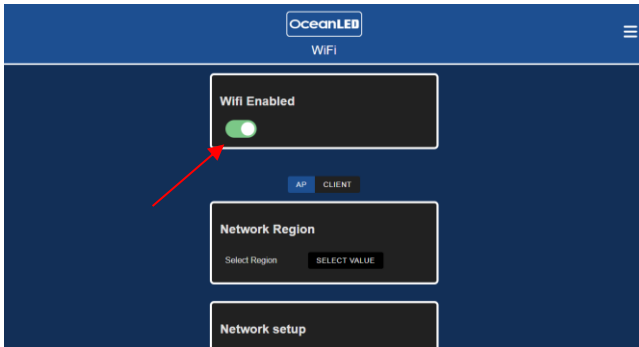 OceanLED
WiFi
Wifi Enabled
AP CLIENT
Network Region
Select Region SELECT VALUE
Network setup